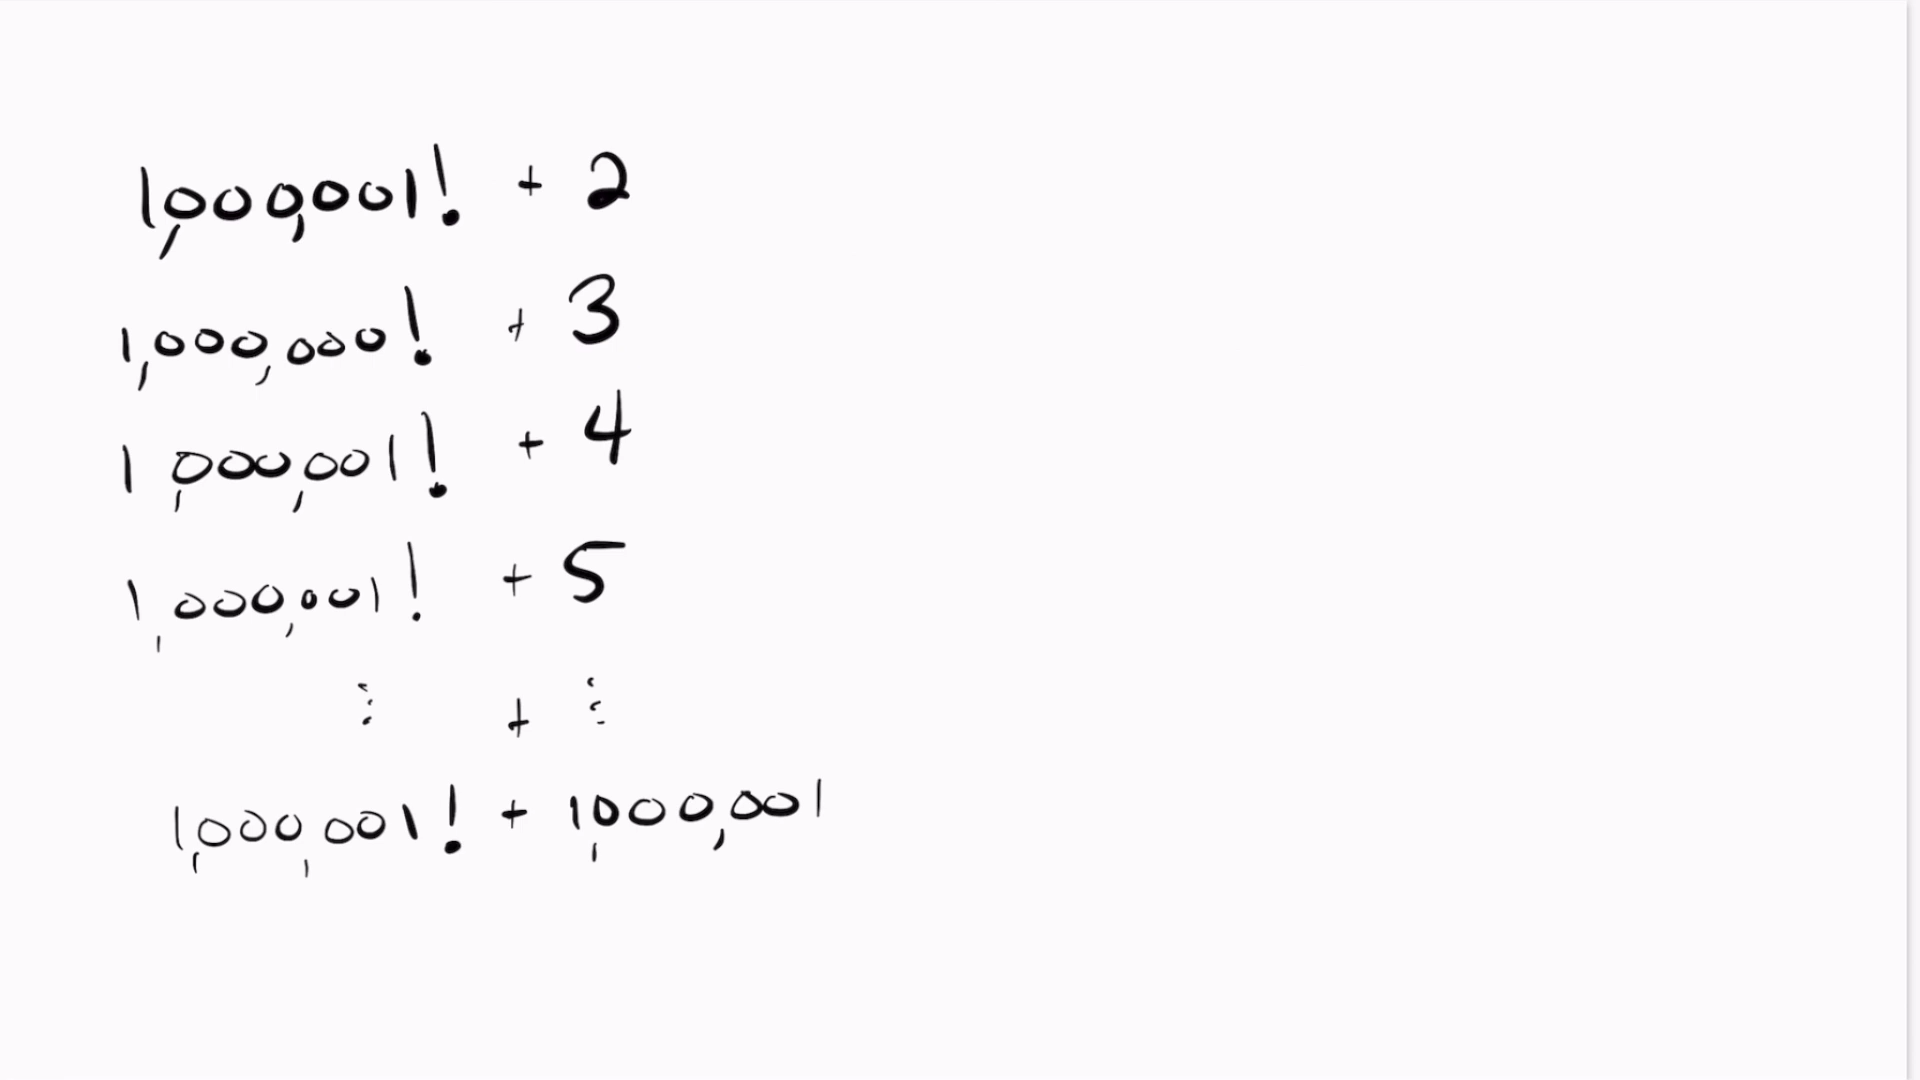 1,000,001! + 2
1,000,000! + 3
1,000,001! + 4
1,000,001! + 5
⋮ + ⋮
1,000,001! + 1,000,001